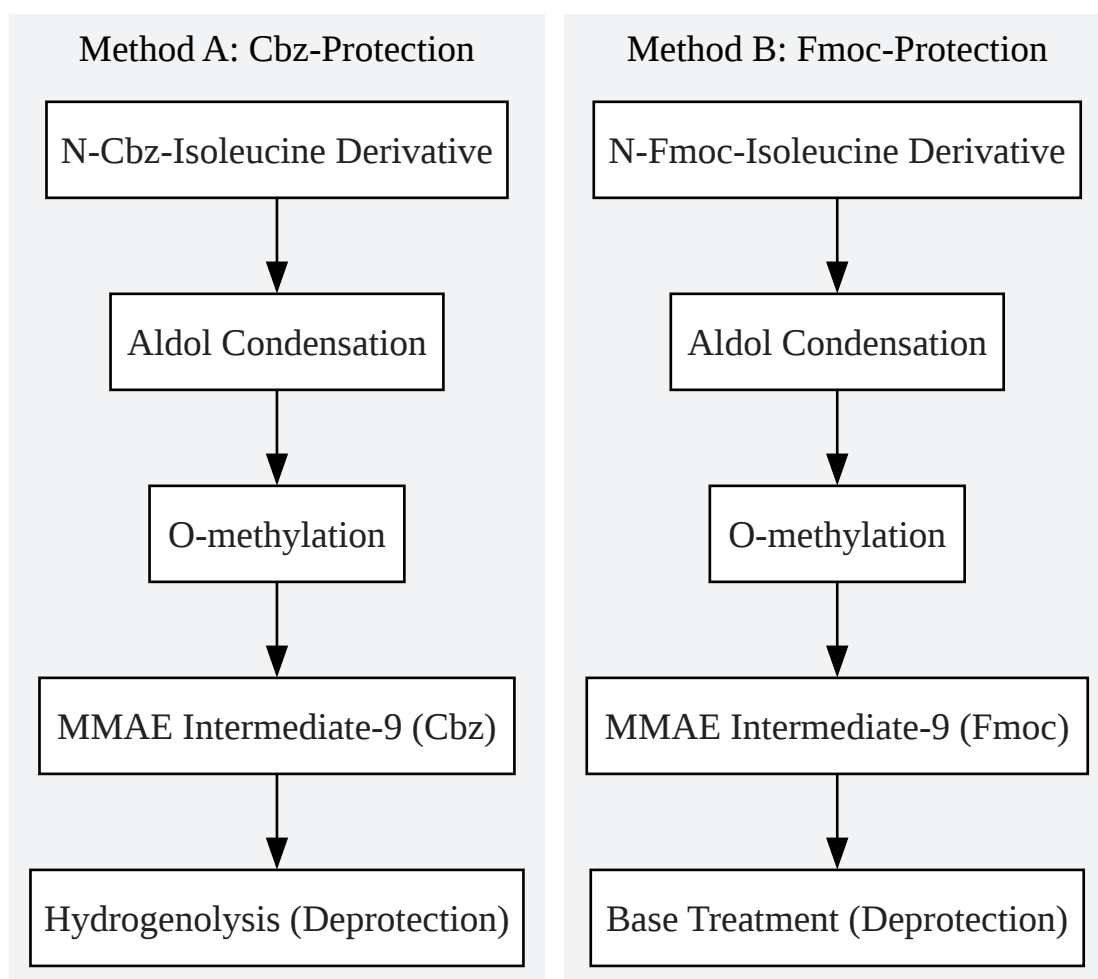 Method A: Cbz-Protection
N-Cbz-Isoleucine Derivative
Aldol Condensation
O-methylation
MMAE Intermediate-9 (Cbz)
Hydrogenolysis (Deprotection)
Method B: Fmoc-Protection
N-Fmoc-Isoleucine Derivative
Aldol Condensation
O-methylation
MMAE Intermediate-9 (Fmoc)
Base Treatment (Deprotection)